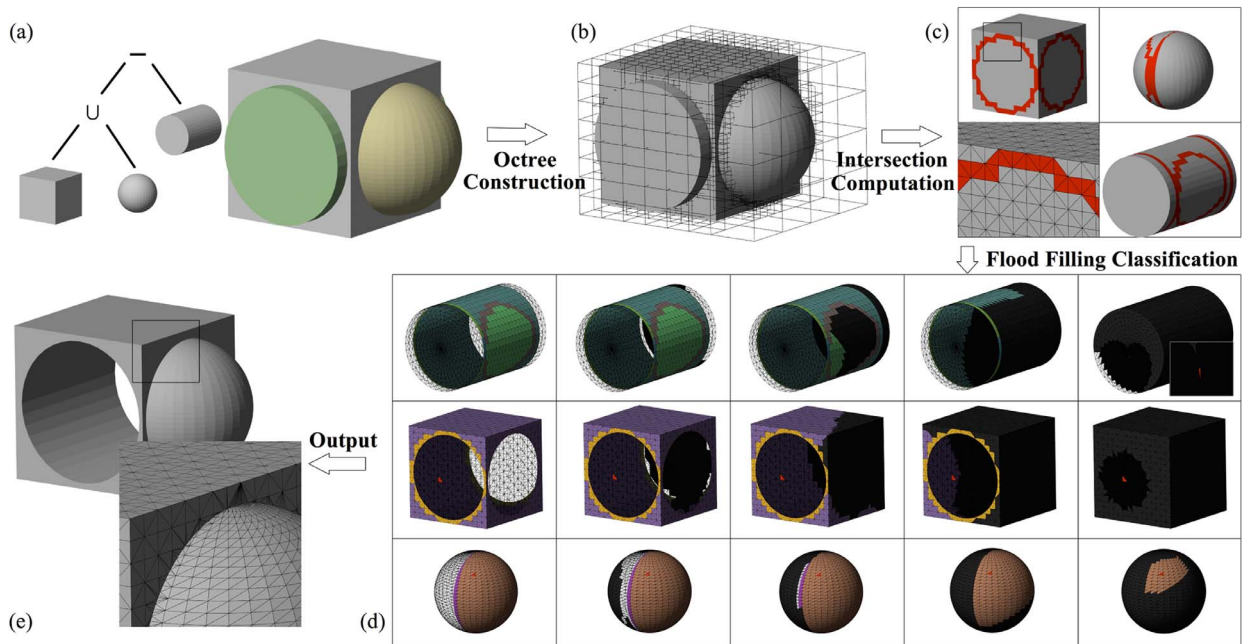 (a)
(b)
(c)
−
∪
Octree
Construction
Intersection
Computation
Flood Filling Classification
Output
(e)
(d)